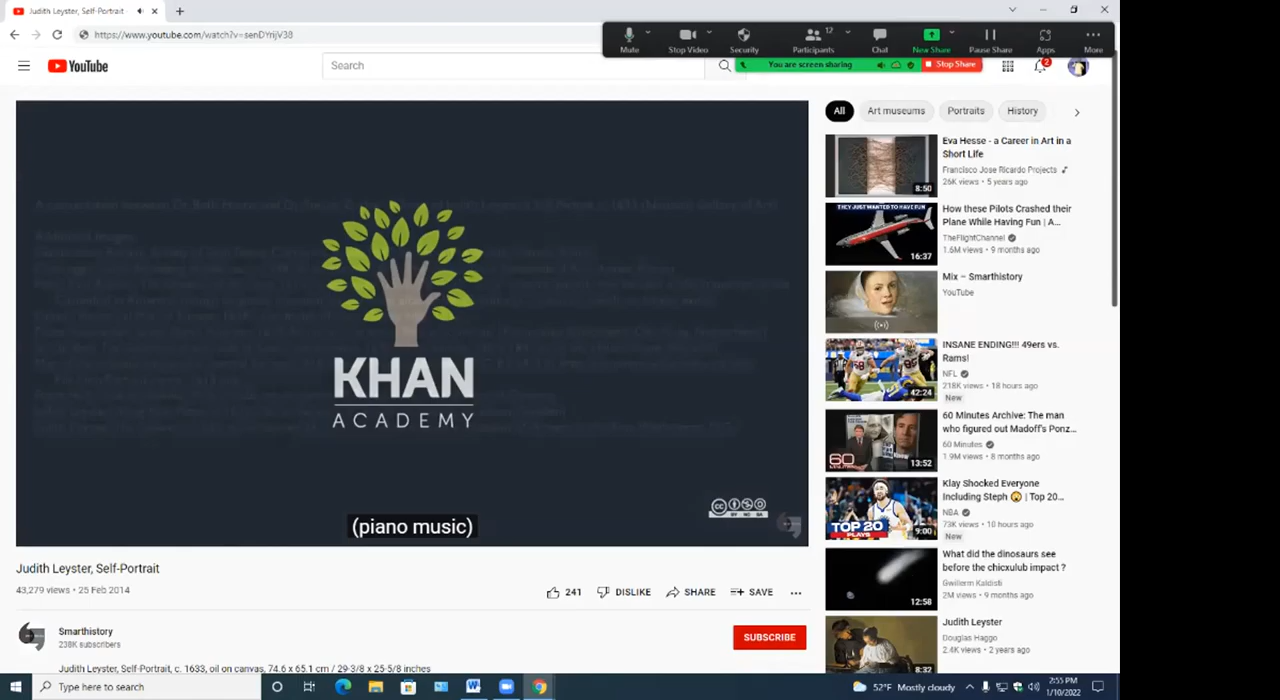 Judith Leyster, Self-Portrait
https://www.youtube.com/watch?v=senDYrijV38
Mute
Stop Video
Security
12
Participants
Chat
New Share
Pause Share
Apps
More
You are screen sharing
Stop Share
YouTube
Search
2
All
Art museums
Portraits
History
KHAN
ACADEMY
(piano music)
Judith Leyster, Self-Portrait
43,279 views • 25 Feb 2014
241
DISLIKE
SHARE
SAVE
Smarthistory
238K subscribers
SUBSCRIBE
Judith Leyster, Self-Portrait, c. 1633, oil on canvas, 74.6 x 65.1 cm / 29-3/8 x 25-5/8 inches
8:50
Eva Hesse - a Career in Art in a
Short Life
Francisco Jose Ricardo Projects
26K views • 5 years ago
THEY JUST WANTED TO HAVE FUN
16:37
How these Pilots Crashed their
Plane While Having Fun | A...
TheFlightChannel
1.6M views • 9 months ago
Mix – Smarthistory
YouTube
42:24
INSANE ENDING!!! 49ers vs.
Rams!
NFL
218K views • 18 hours ago
New
60
13:52
60 Minutes Archive: The man
who figured out Madoff's Ponz...
60 Minutes
1.9M views • 8 months ago
TOP 20
PLAYS
9:00
Klay Shocked Everyone
Including Steph 😱 | Top 20...
NBA
73K views • 10 hours ago
New
12:58
What did the dinosaurs see
before the chicxulub impact ?
Gwillerm Kaldisti
2M views • 9 months ago
8:32
Judith Leyster
Douglas Haggo
2.4K views • 2 years ago
Type here to search
52°F Mostly cloudy
2:55 PM
1/10/2022